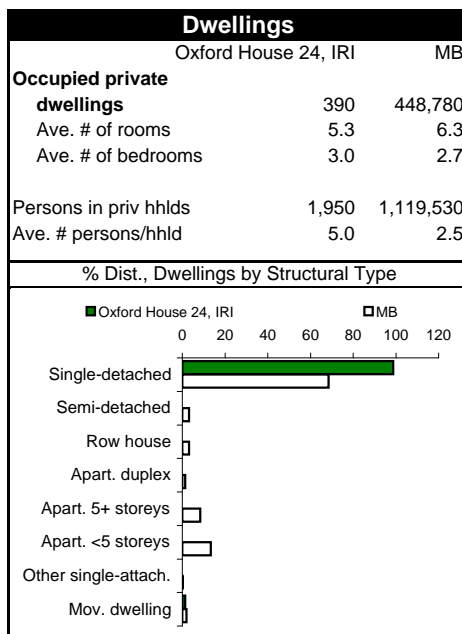 Dwellings
Oxford House 24, IRI MB
Occupied private
dwellings 390 448,780
Ave. # of rooms 5.3 6.3
Ave. # of bedrooms 3.0 2.7
Persons in priv hhlds 1,950 1,119,530
Ave. # persons/hhld 5.0 2.5
% Dist., Dwellings by Structural Type
Oxford House 24, IRI MB
0 20 40 60 80 100 120
Single-detached
Semi-detached
Row house
Apart. duplex
Apart. 5+ storeys
Apart. <5 storeys
Other single-attach.
Mov. dwelling